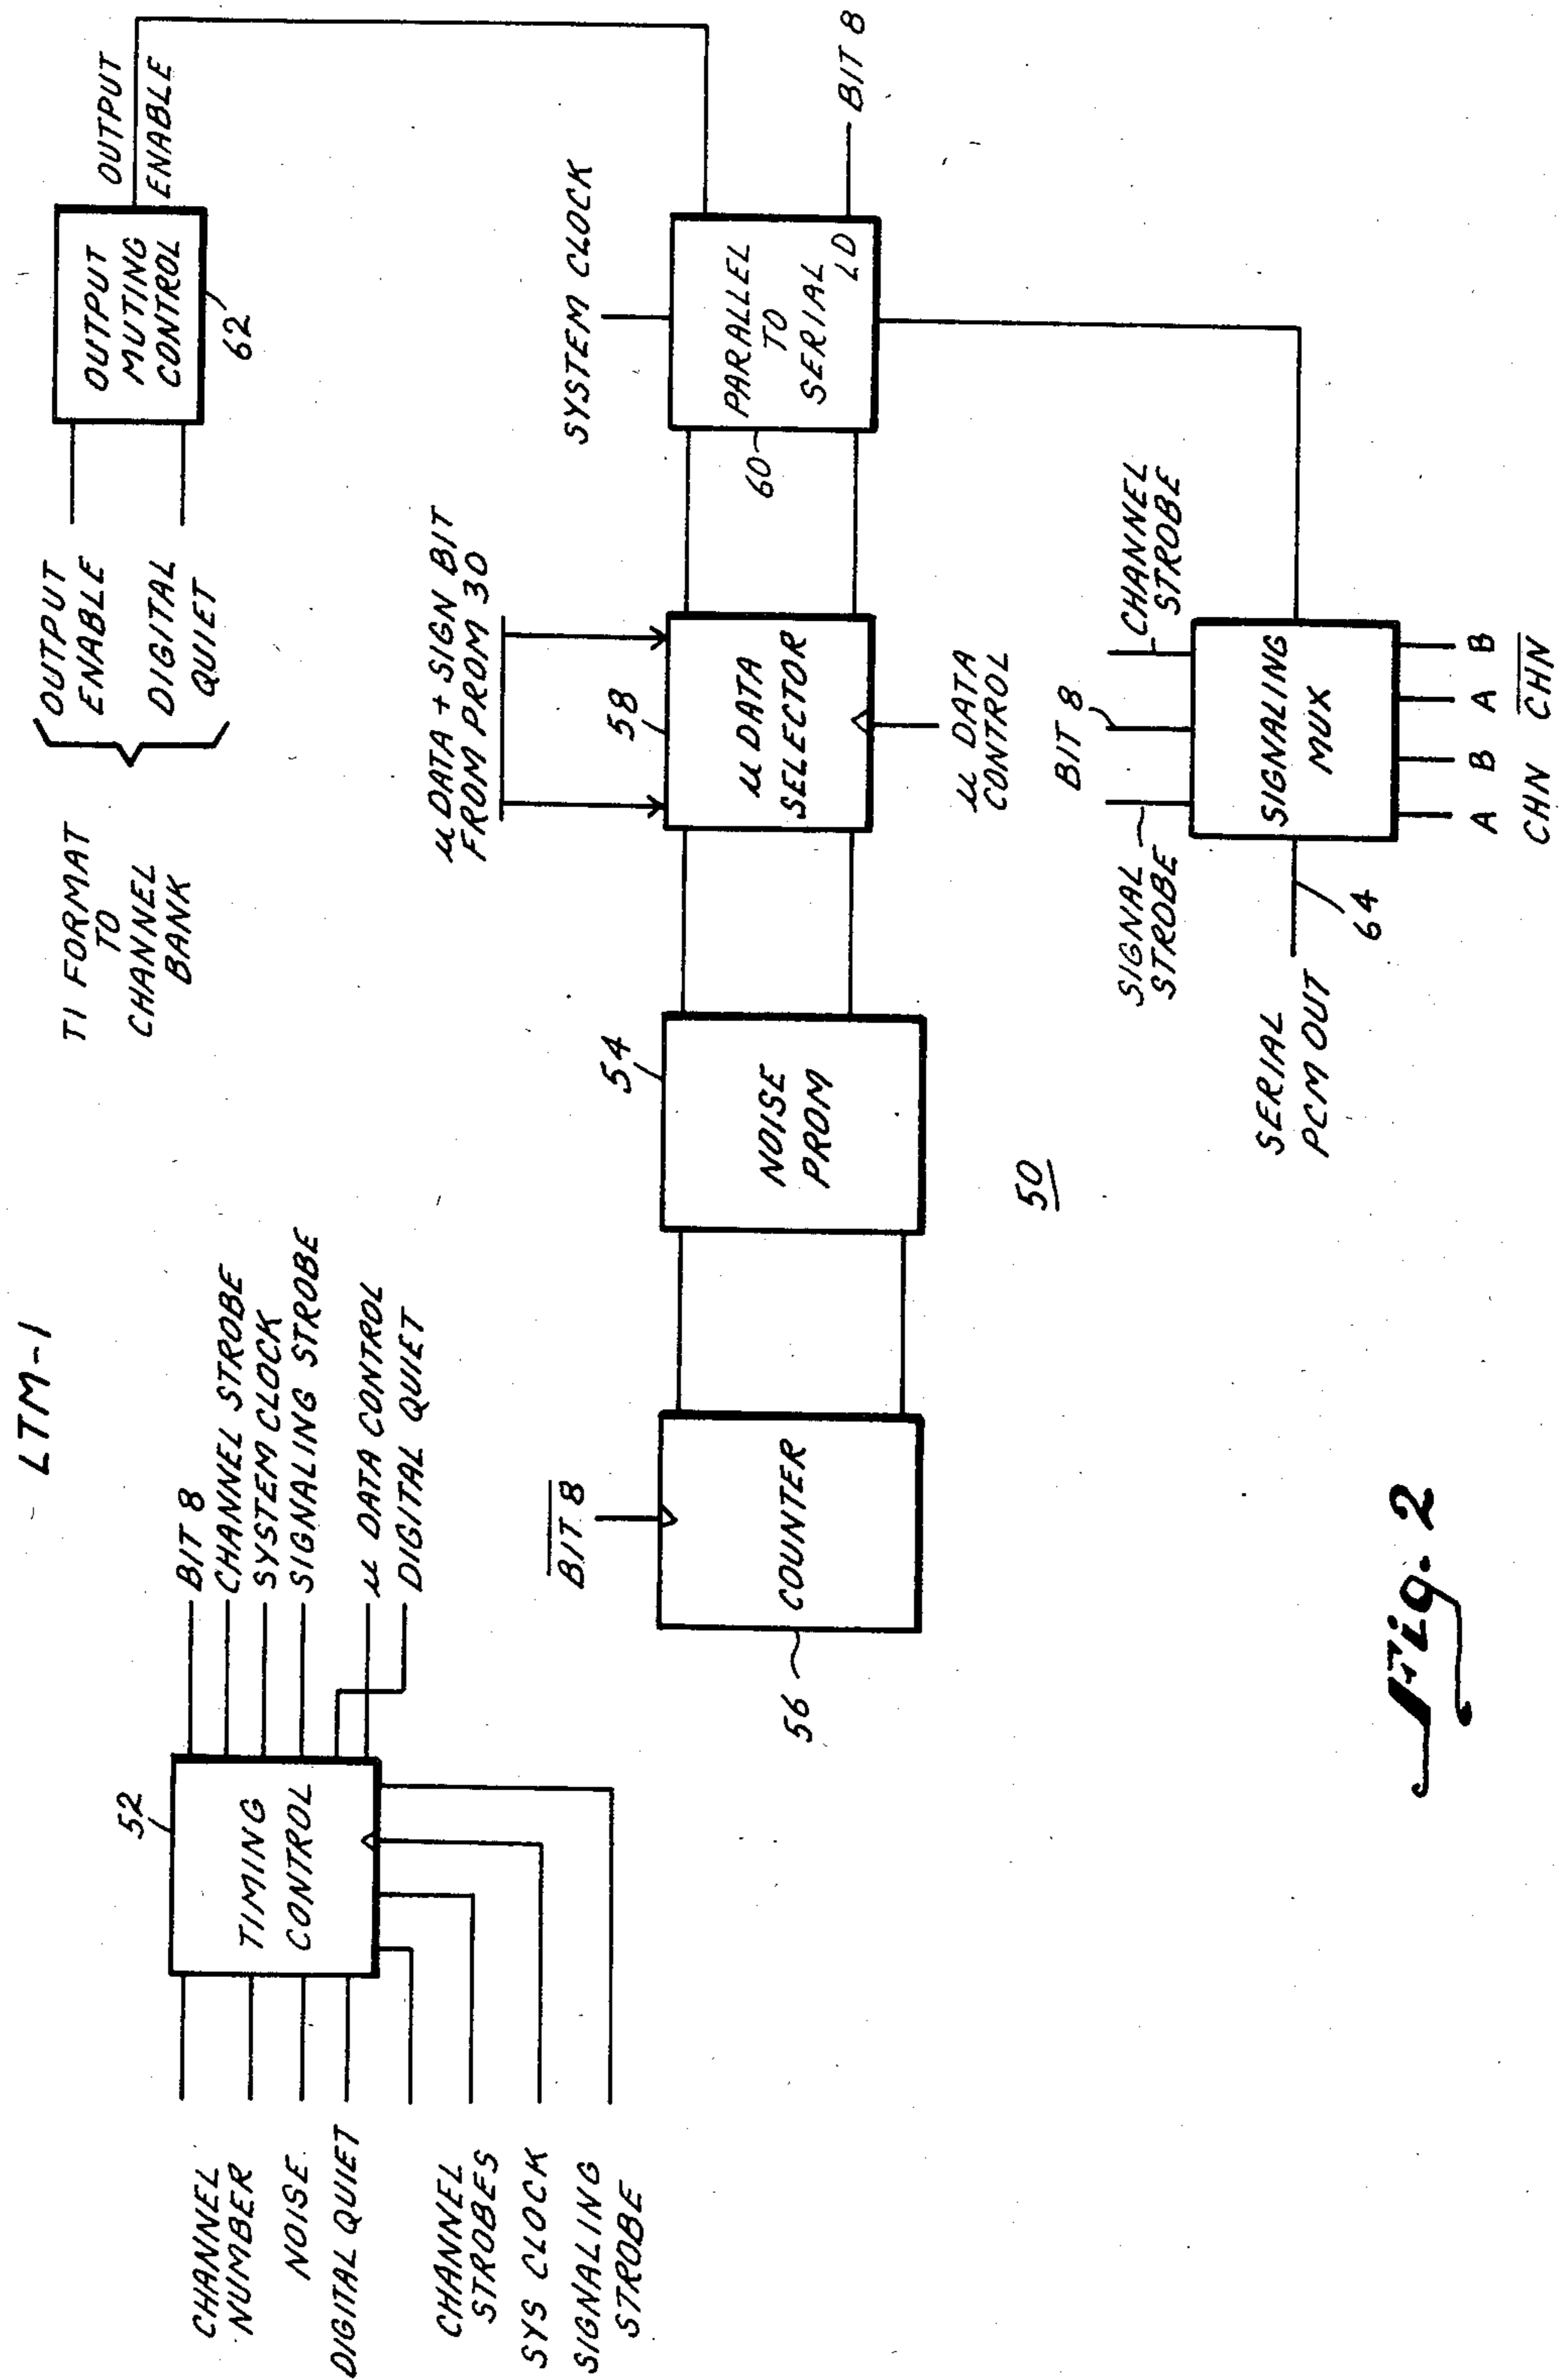 LTM-1
52
TIMING
CONTROL
CHANNEL
NUMBER
NOISE
DIGITAL QUIET
CHANNEL
STROBES
SYS CLOCK
SIGNALING
STROBE
BIT 8
CHANNEL STROBE
SYSTEM CLOCK
SIGNALING STROBE
μ DATA CONTROL
DIGITAL QUIET
T1 FORMAT
TO
CHANNEL
BANK
OUTPUT
ENABLE
DIGITAL
QUIET
OUTPUT
MUTING
CONTROL
62
OUTPUT
ENABLE
BIT 8
COUNTER
56
54
NOISE
PROM
μ DATA + SIGN BIT
FROM PROM 30
58
μ DATA
SELECTOR
μ DATA
CONTROL
SYSTEM CLOCK
PARALLEL
TO
SERIAL
LD
60
BIT 8
50
SERIAL
PCM OUT
64
SIGNAL
STROBE
BIT 8
CHANNEL
STROBE
SIGNALING
MUX
A B A B
CHN CHN
Fig. 2